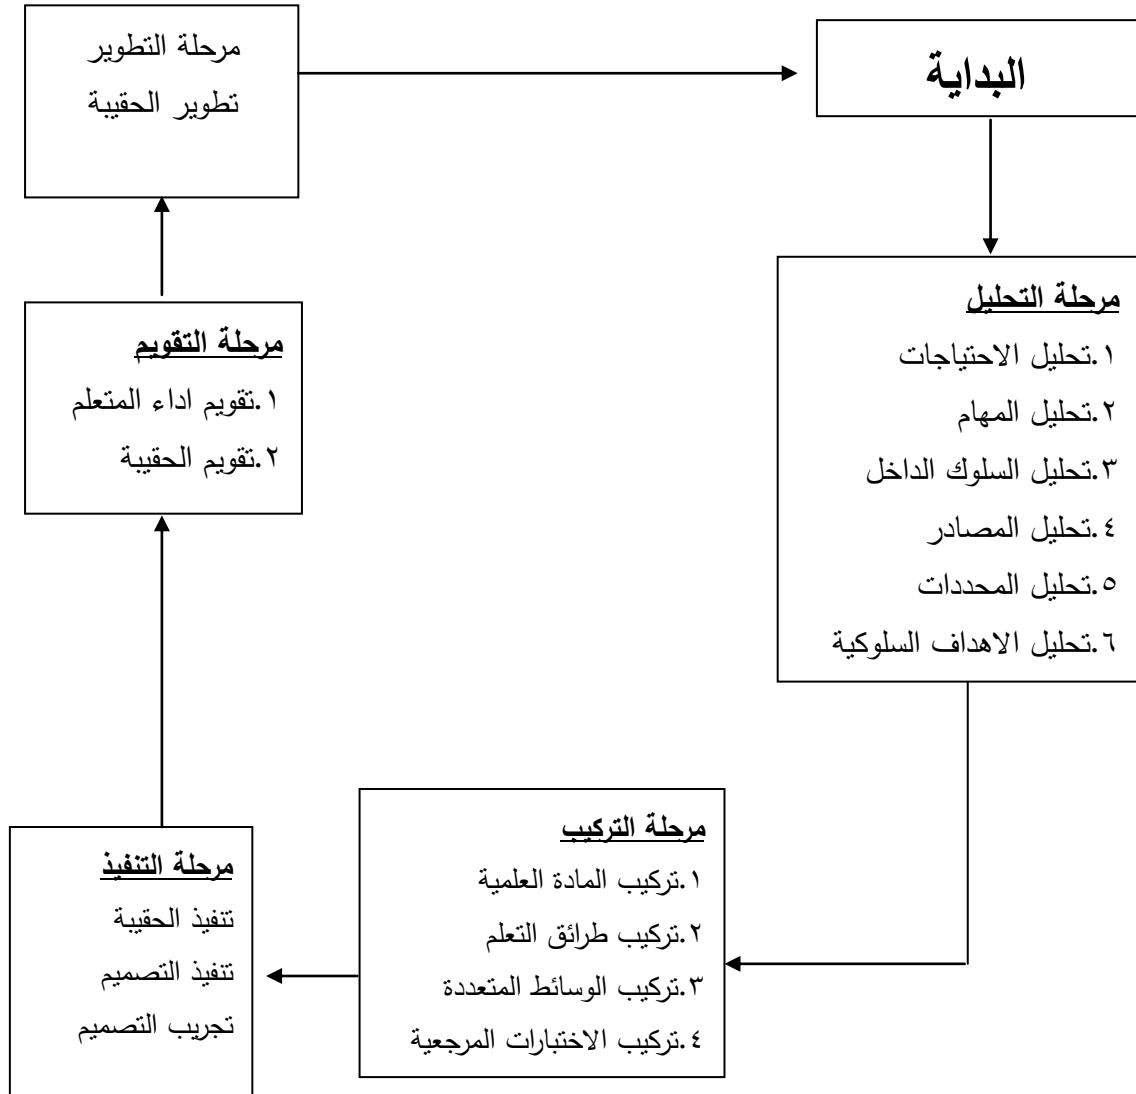 البداية
مرحلة التحليل
١.تحليل الاحتياجات
٢.تحليل المهام
٣.تحليل السلوك الداخل
٤.تحليل المصادر
٥.تحليل المحددات
٦.تحليل الاهداف السلوكية
مرحلة التركيب
١.تركيب المادة العلمية
٢.تركيب طرائق التعلم
٣.تركيب الوسائط المتعددة
٤.تركيب الاختبارات المرجعية
مرحلة التنفيذ
تنفيذ الحقيبة
تنفيذ التصميم
تجريب التصميم
مرحلة التقويم
١.تقويم اداء المتعلم
٢.تقويم الحقيبة
مرحلة التطوير
تطوير الحقيبة